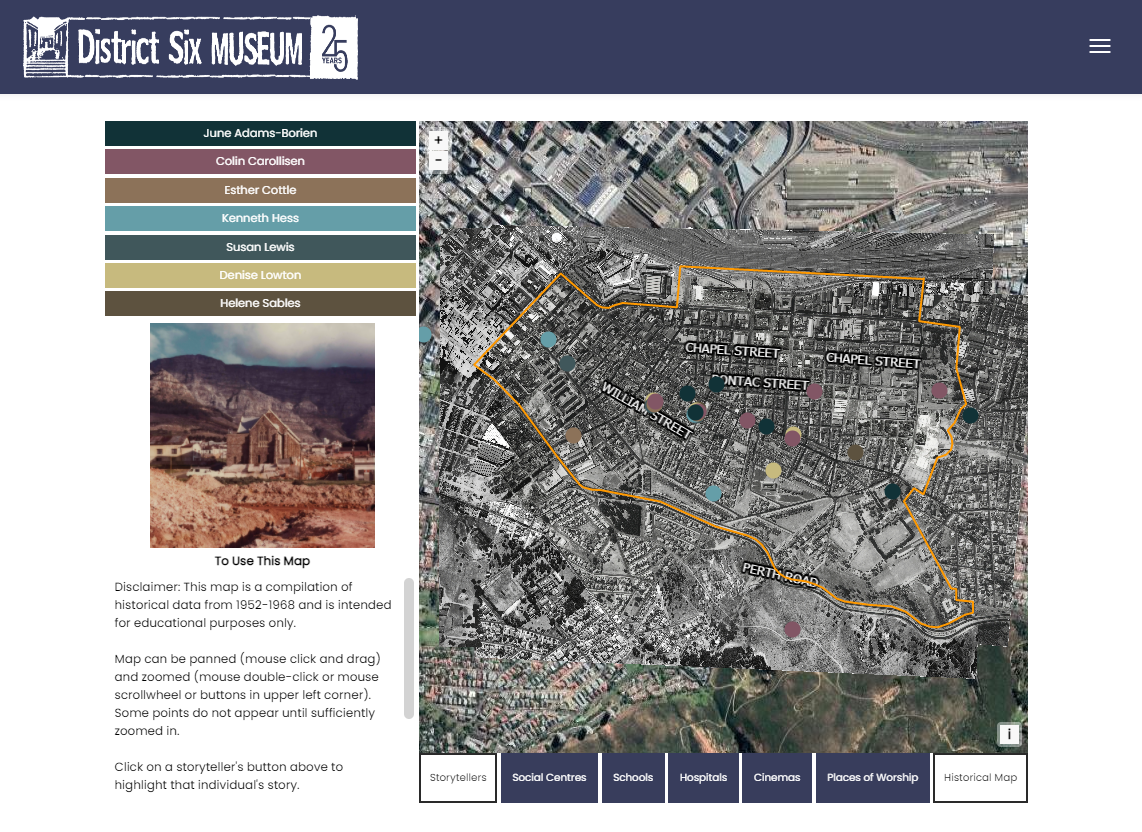 District Six MUSEUM 25 YEARS
June Adams-Borien
Colin Carollisen
Esther Cottle
Kenneth Hess
Susan Lewis
Denise Lowton
Helene Sables
To Use This Map
Disclaimer: This map is a compilation of
historical data from 1952-1968 and is intended
for educational purposes only.
Map can be panned (mouse click and drag)
and zoomed (mouse double-click or mouse
scrollwheel or buttons in upper left corner).
Some points do not appear until sufficiently
zoomed in.
Click on a storyteller's button above to
highlight that individual's story.
+
−
CHAPEL STREET
CHAPEL STREET
PONTAC STREET
WILLIAM STREET
PERTH ROAD
i
Storytellers
Social Centres
Schools
Hospitals
Cinemas
Places of Worship
Historical Map